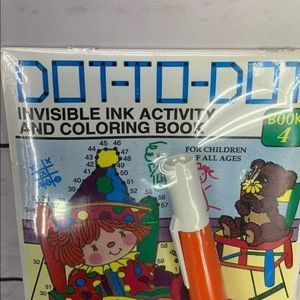 DOT-TO-DOT
INVISIBLE INK ACTIVITY
AND COLORING BOOK
BOOK
4
FOR CHILDREN
OF ALL AGES